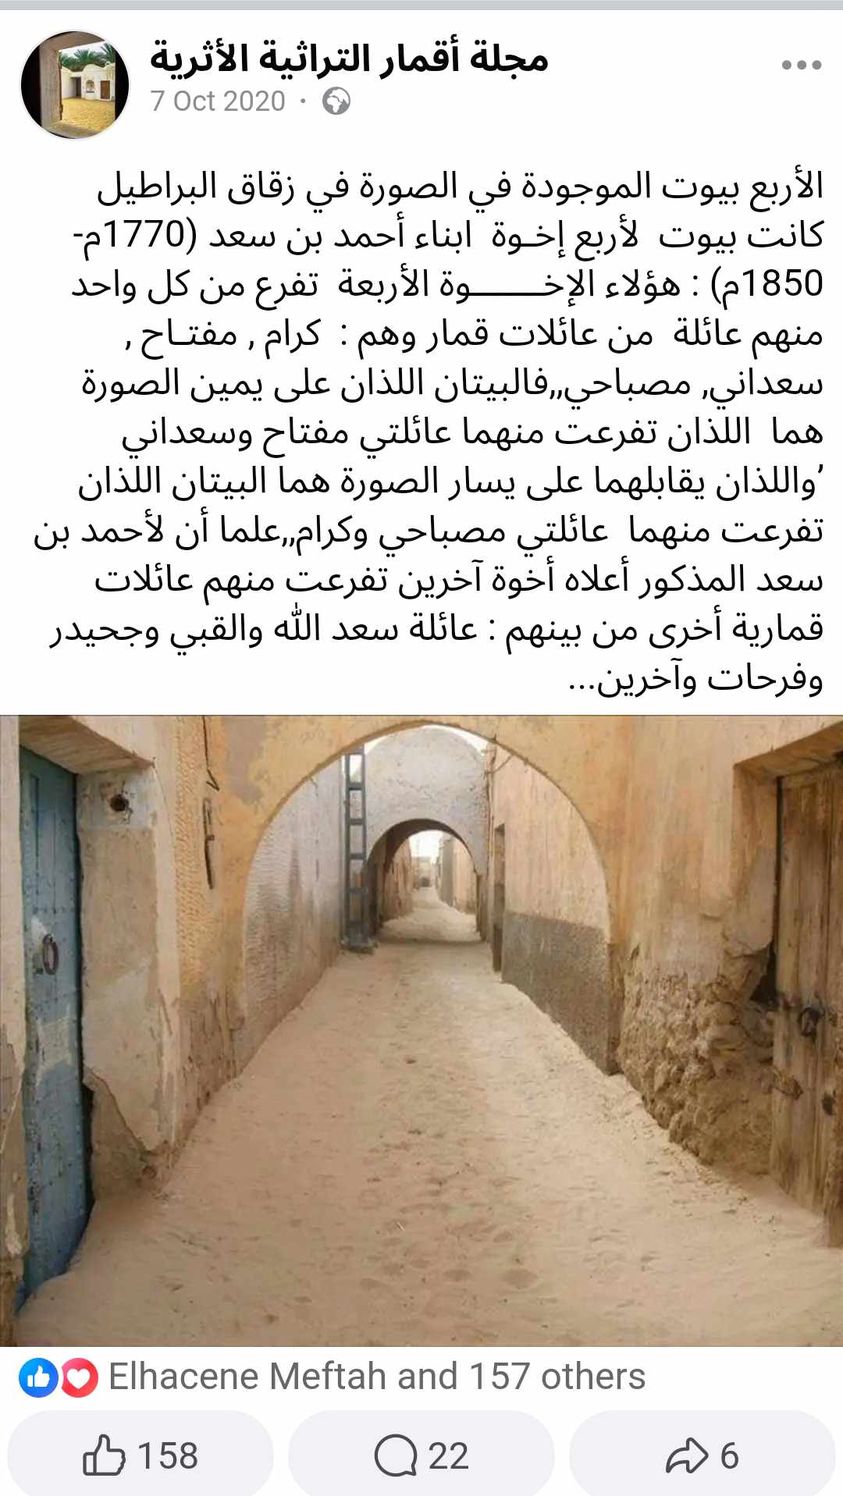 مجلة أقمار التراثية الأثرية
7 Oct 2020 ·
الأربع بيوت الموجودة في الصورة في زقاق البراطيل
كانت بيوت لأربع إخـوة ابناء أحمد بن سعد (1770م-
1850م) : هؤلاء الإخــــــوة الأربعة تفرع من كل واحد
منهم عائلة من عائلات قمار وهم : كرام , مفتـاح ,
سعداني, مصباحي,,فالبيتان اللذان على يمين الصورة
هما اللذان تفرعت منهما عائلتي مفتاح وسعداني
’واللذان يقابلهما على يسار الصورة هما البيتان اللذان
تفرعت منهما عائلتي مصباحي وكرام,,علما أن لأحمد بن
سعد المذكور أعلاه أخوة آخرين تفرعت منهم عائلات
قمارية أخرى من بينهم : عائلة سعد الله والقبي وجحيدر
وفرحات وآخرين...
Elhacene Meftah and 157 others
158
22
6